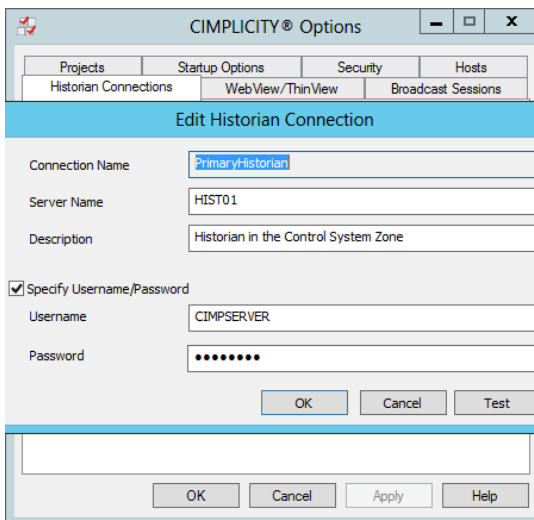 CIMPLICITY® Options
Projects Startup Options Security Hosts
Historian Connections WebView/ThinView Broadcast Sessions
Edit Historian Connection
Connection Name PrimaryHistorian
Server Name HIST01
Description Historian in the Control System Zone
Specify Username/Password
Username CIMPSERVER
Password ••••••••
OK Cancel Test
OK Cancel Apply Help